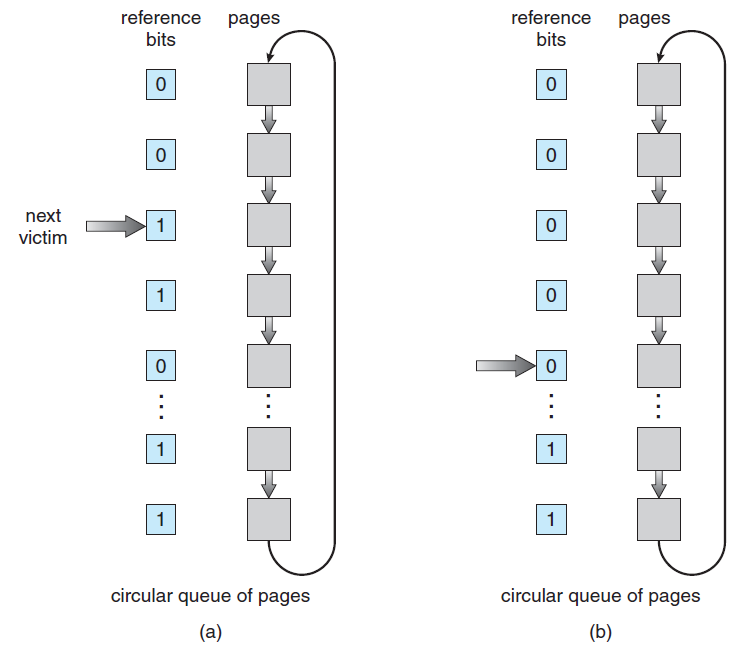 reference pages
bits
0
0
next
victim
1
1
0
1
1
circular queue of pages
(a)
reference pages
bits
0
0
0
0
0
1
1
circular queue of pages
(b)